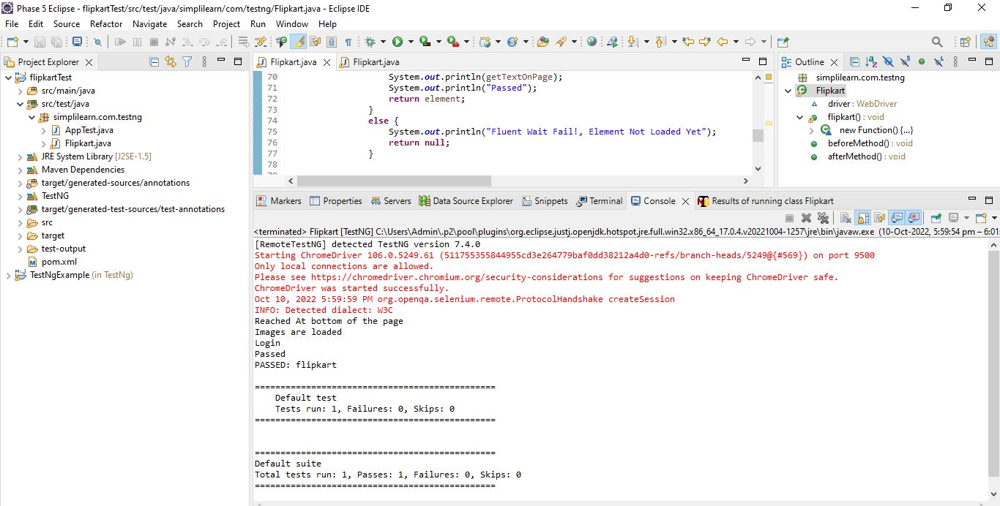 Phase 5 Eclipse - flipkartTest/src/test/java/simplilearn/com/testng/Flipkart.java - Eclipse IDE
File Edit Source Refactor Navigate Search Project Run Window Help
Project Explorer
flipkartTest
src/main/java
src/test/java
simplilearn.com.testng
AppTest.java
Flipkart.java
JRE System Library [J2SE-1.5]
Maven Dependencies
target/generated-sources/annotations
TestNG
target/generated-test-sources/test-annotations
src
target
test-output
pom.xml
TestNgExample (in TestNG)
Flipkart.java Flipkart.java
70 System.out.println(getTextOnPage);
71 System.out.println("Passed");
72 return element;
73 }
74 else {
75 System.out.println("Fluent Wait Fail!, Element Not Loaded Yet");
76 return null;
77 }
78
Outline
simplilearn.com.testng
Flipkart
driver : WebDriver
flipkart() : void
new Function() {...}
beforeMethod() : void
afterMethod() : void
Markers Properties Servers Data Source Explorer Snippets Terminal Console Results of running class Flipkart
<terminated> Flipkart [TestNG] C:\Users\Admin\.p2\pool\plugins\org.eclipse.justj.openjdk.hotspot.jre.full.win32.x86_64_17.0.4.v20221004-1257\jre\bin\javaw.exe (10-Oct-2022, 5:59:54 pm – 6:01:
[RemoteTestNG] detected TestNG version 7.4.0
Starting ChromeDriver 106.0.5249.61 (511755355844955cd3e264779baf0dd38212a4d0-refs/branch-heads/5249@{#569}) on port 9500
Only local connections are allowed.
Please see https://chromedriver.chromium.org/security-considerations for suggestions on keeping ChromeDriver safe.
ChromeDriver was started successfully.
Oct 10, 2022 5:59:59 PM org.openqa.selenium.remote.ProtocolHandshake createSession
INFO: Detected dialect: W3C
Reached At bottom of the page
Images are loaded
Login
Passed
PASSED: flipkart
===============================================
Default test
Tests run: 1, Failures: 0, Skips: 0
===============================================
===============================================
Default suite
Total tests run: 1, Passes: 1, Failures: 0, Skips: 0
===============================================